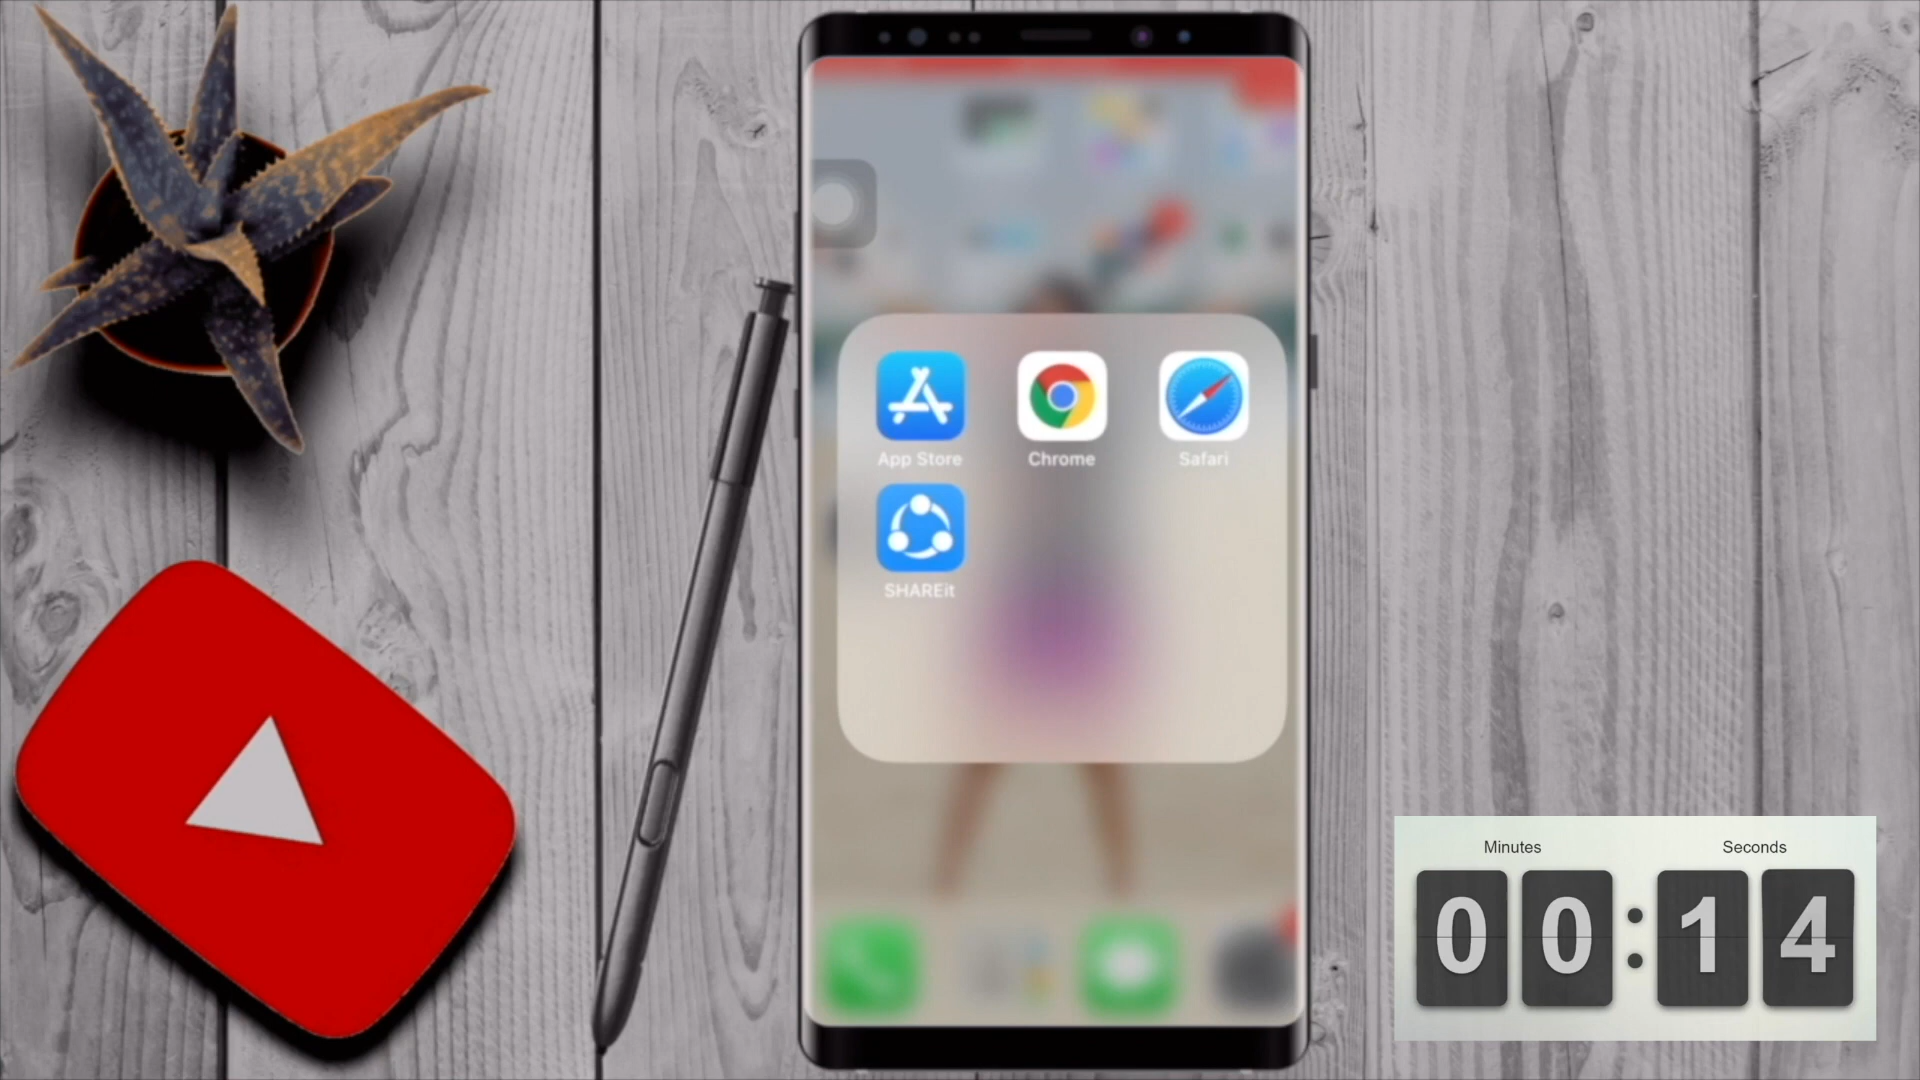 App Store
Chrome
Safari
SHAREit
Minutes
Seconds
00:14